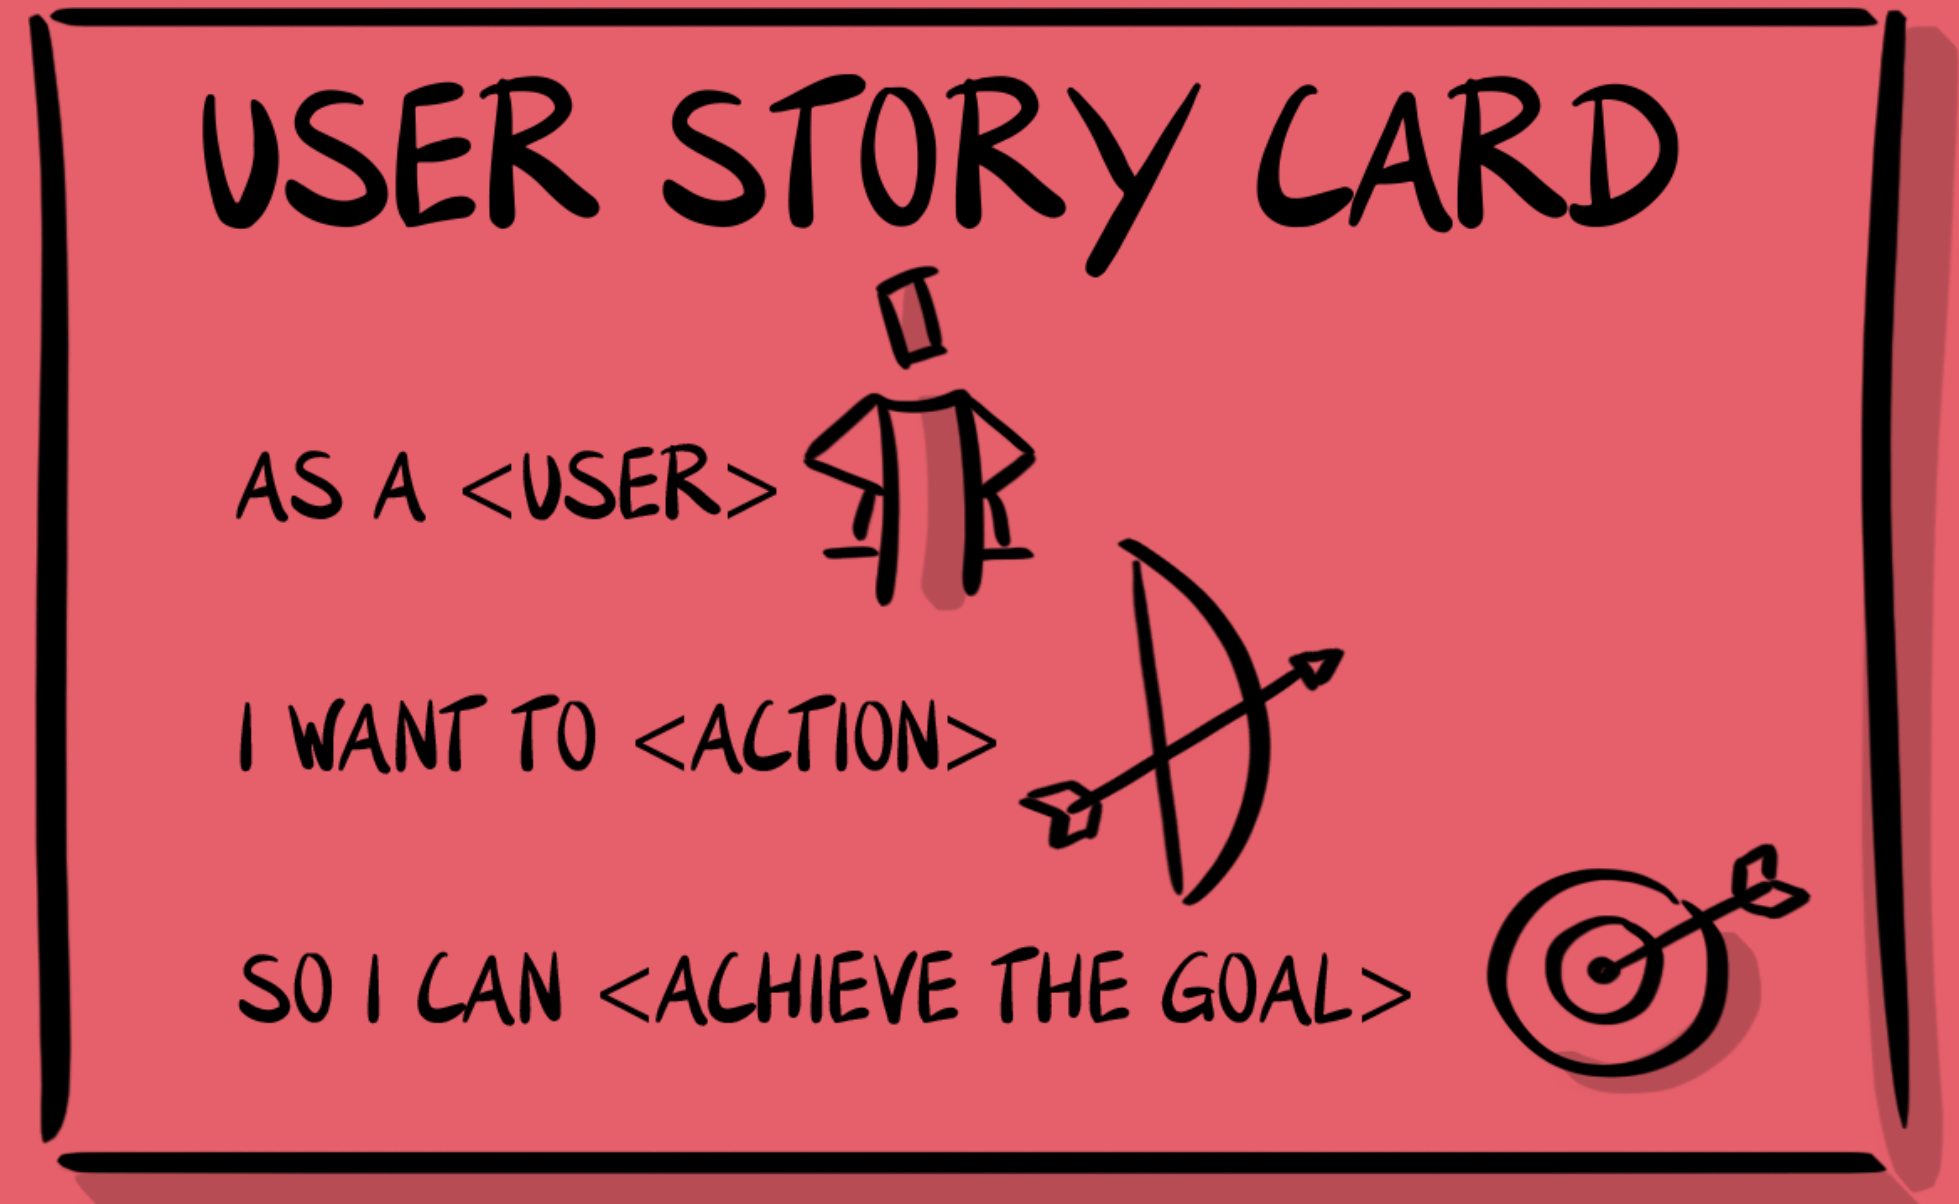 USER STORY CARD
AS A <USER>
I WANT TO <ACTION>
SO I CAN <ACHIEVE THE GOAL>